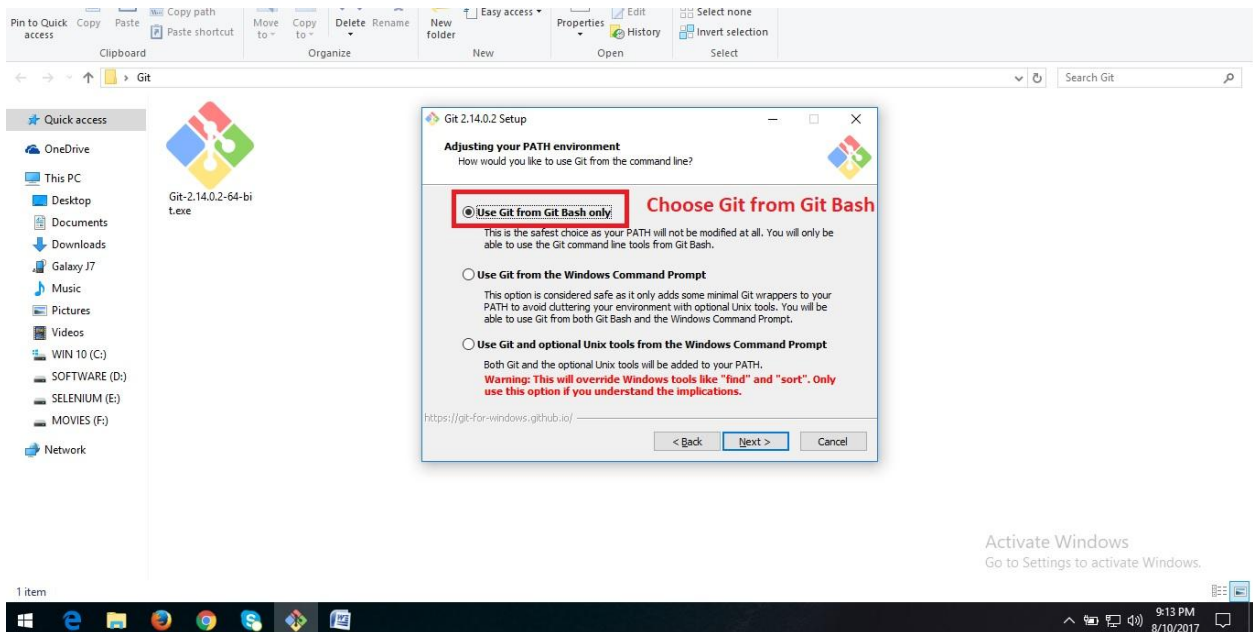 Pin to Quick access
Copy
Paste
Copy path
Paste shortcut
Move to
Copy to
Delete
Rename
New folder
Easy access
Properties
Edit
History
Select none
Invert selection
Clipboard
Organize
New
Open
Select
Git
Search Git
Quick access
OneDrive
This PC
Desktop
Documents
Downloads
Galaxy J7
Music
Pictures
Videos
WIN 10 (C:)
SOFTWARE (D:)
SELENIUM (E:)
MOVIES (F:)
Network
Git-2.14.0.2-64-bi
t.exe
Git 2.14.0.2 Setup
Adjusting your PATH environment
How would you like to use Git from the command line?
Use Git from Git Bash only
Choose Git from Git Bash
This is the safest choice as your PATH will not be modified at all. You will only be
able to use the Git command line tools from Git Bash.
Use Git from the Windows Command Prompt
This option is considered safe as it only adds some minimal Git wrappers to your
PATH to avoid cluttering your environment with optional Unix tools. You will be
able to use Git from both Git Bash and the Windows Command Prompt.
Use Git and optional Unix tools from the Windows Command Prompt
Both Git and the optional Unix tools will be added to your PATH.
Warning: This will override Windows tools like "find" and "sort". Only
use this option if you understand the implications.
https://git-for-windows.github.io/
< Back
Next >
Cancel
Activate Windows
Go to Settings to activate Windows.
1 item
9:13 PM
8/10/2017